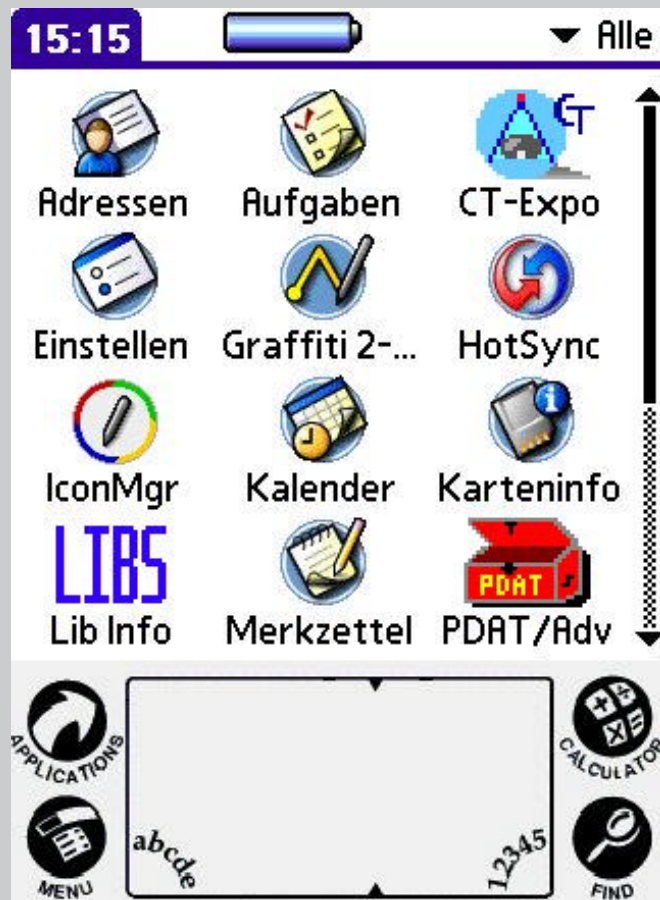 15:15 Alle
CT
Adressen Aufgaben CT-Expo
Einstellen Graffiti 2-... HotSync
IconMgr Kalender Karteninfo
LIBS PDAT
Lib Info Merkzettel PDAT/Adv
APPLICATIONS CALCULATOR
abcde 12345
MENU FIND